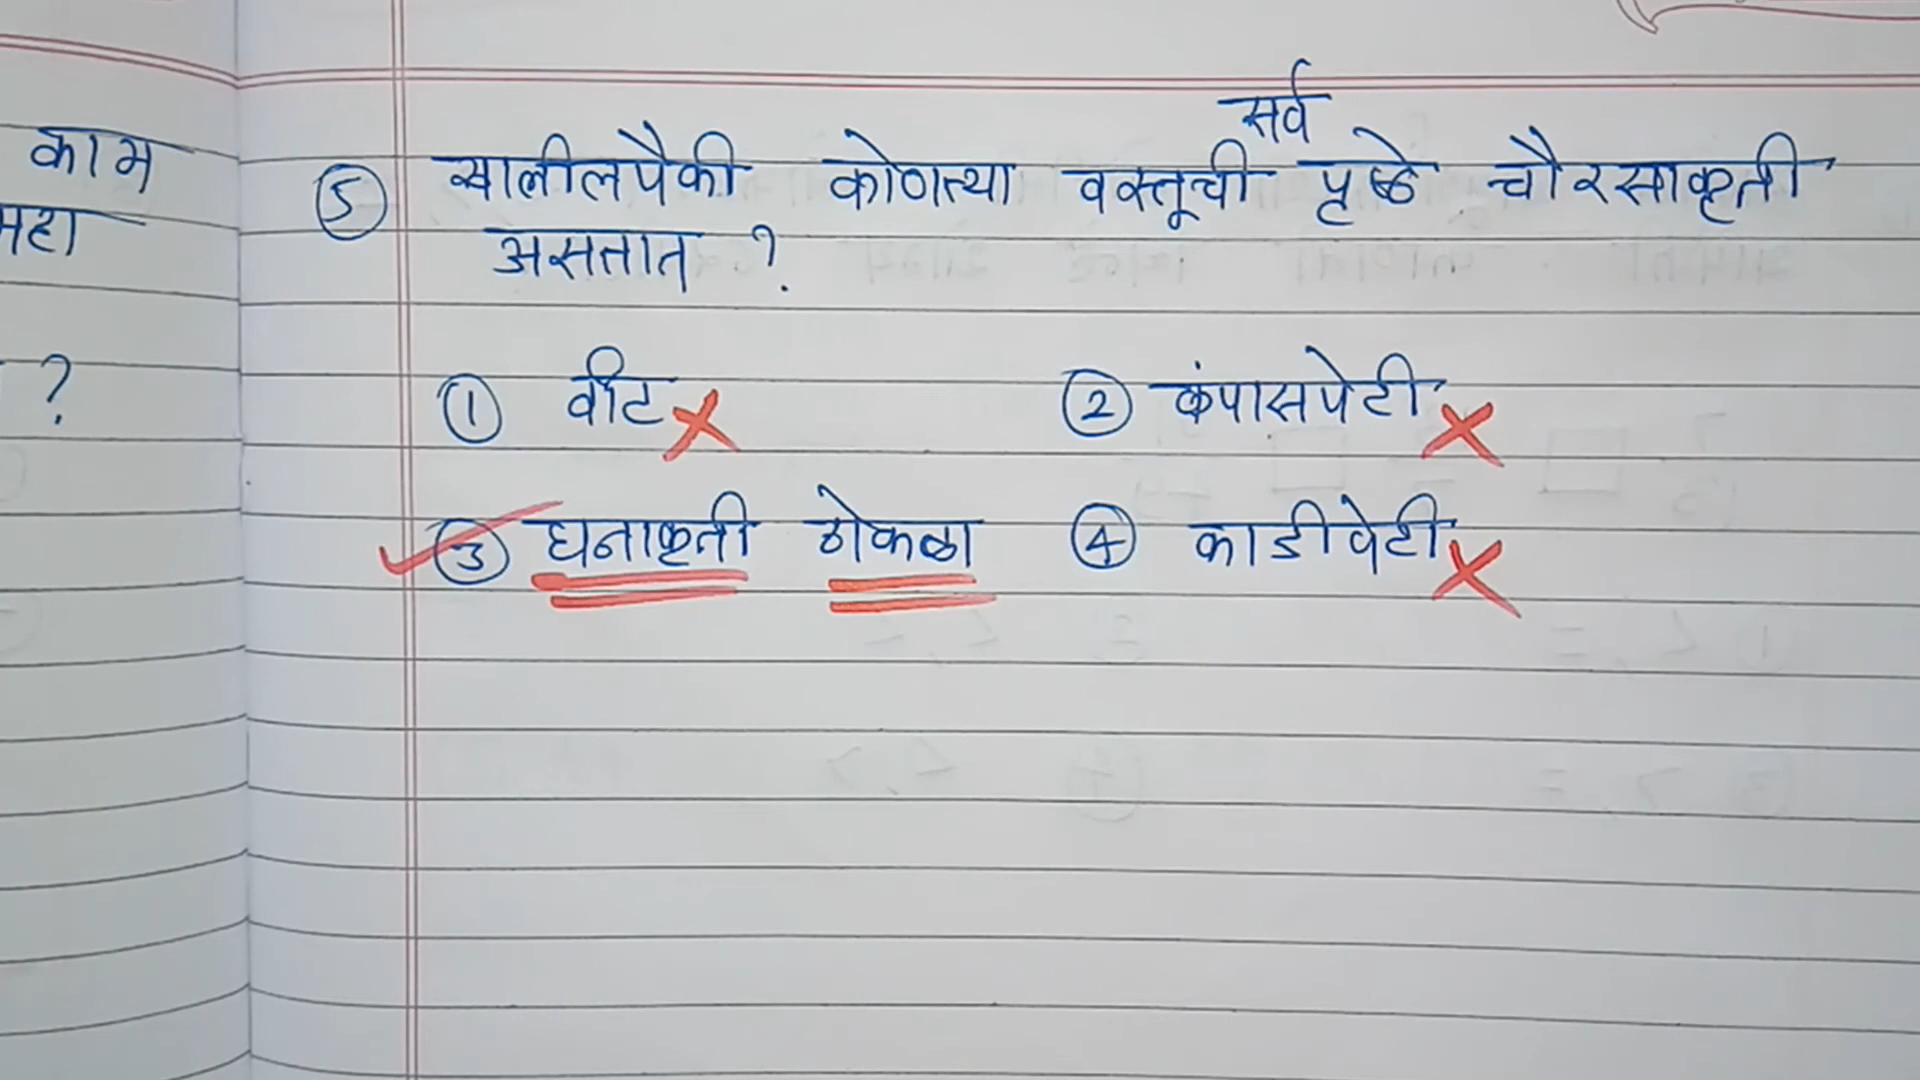 काम
महा
?
सर्व
⑤ खालीलपैकी कोणत्या वस्तूची पृष्ठे चौरसाकृती
असतात ?
① वीट ② कंपासपेटी
③ घनाकृती ठोकळा ④ काडीपेटी